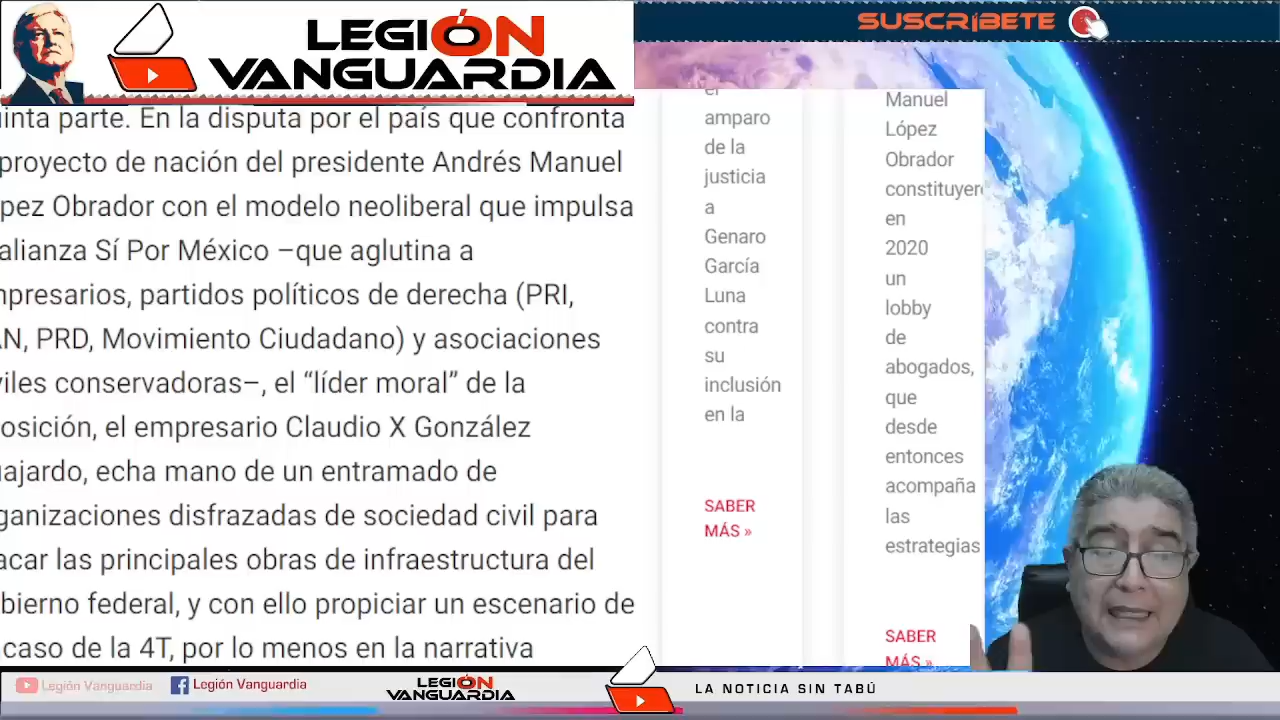 LEGIÓN
VANGUARDIA
SUSCRÍBETE
inta parte. En la disputa por el país que confronta
proyecto de nación del presidente Andrés Manuel
pez Obrador con el modelo neoliberal que impulsa
alianza Sí Por México –que aglutina a
mpresarios, partidos políticos de derecha (PRI,
AN, PRD, Movimiento Ciudadano) y asociaciones
viles conservadoras–, el “líder moral” de la
osición, el empresario Claudio X González
uajardo, echa mano de un entramado de
ganizaciones disfrazadas de sociedad civil para
acar las principales obras de infraestructura del
bierno federal, y con ello propiciar un escenario de
caso de la 4T, por lo menos en la narrativa
el
amparo
de la
justicia
a
Genaro
García
Luna
contra
su
inclusión
en la
SABER
MÁS »
Manuel
López
Obrador
constituyer
en
2020
un
lobby
de
abogados,
que
desde
entonces
acompaña
las
estrategias
SABER
MÁS »
Legión Vanguardia
Legión Vanguardia
LEGIÓN
VANGUARDIA
LA NOTICIA SIN TABÚ